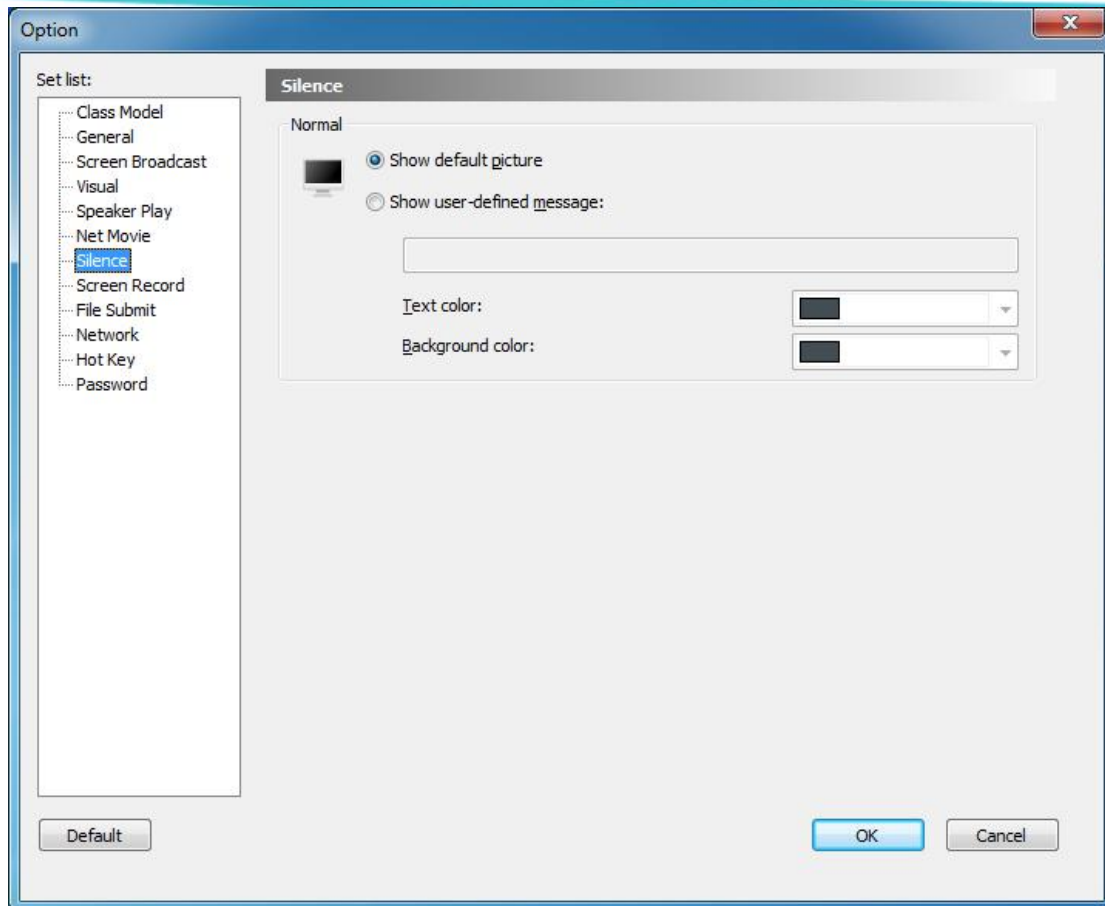 Option
Set list:
Class Model
General
Screen Broadcast
Visual
Speaker Play
Net Movie
Silence
Screen Record
File Submit
Network
Hot Key
Password
Silence
Normal
Show default picture
Show user-defined message:
Text color:
Background color:
Default
OK
Cancel